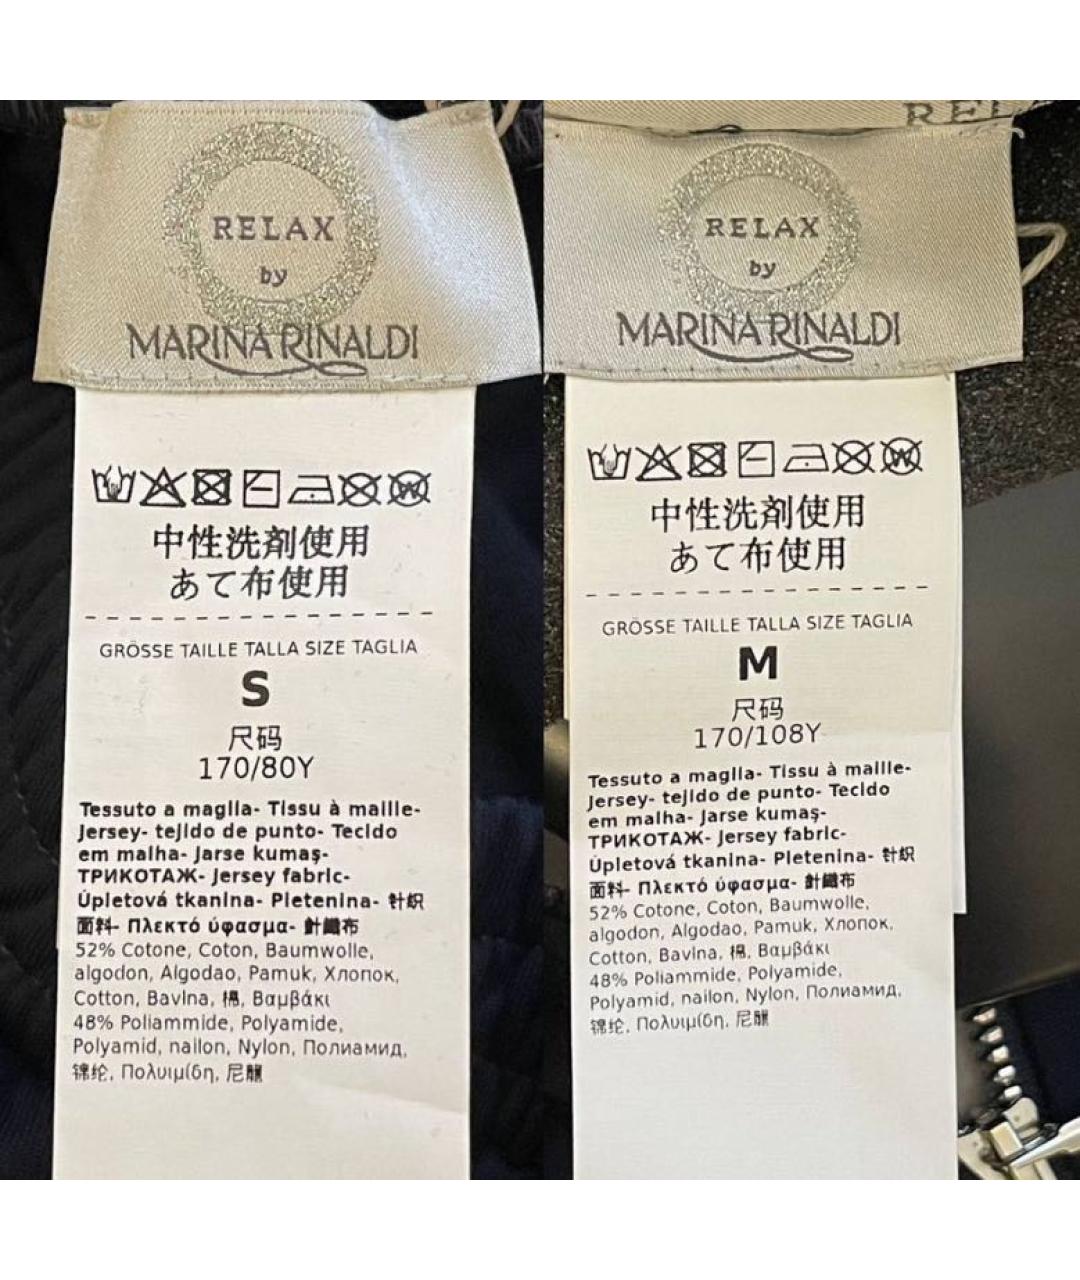 RELAX
by
MARINA RINALDI
中性洗剤使用
あて布使用
GRÖSSE TAILLE TALLA SIZE TAGLIA
S
尺码
170/80Y
Tessuto a maglia- Tissu à maille-
Jersey- tejido de punto- Tecido
em malha- Jarse kumaş-
ТРИКОТАЖ- Jersey fabric-
Úpletová tkanina- Pletenina- 针织
面料- Πλεκτό ύφασμα- 針織布
52% Cotone, Coton, Baumwolle,
algodon, Algodao, Pamuk, Хлопок,
Cotton, Bavlna, 棉, Βαμβάκι
48% Poliammide, Polyamide,
Polyamid, nailon, Nylon, Полиамид,
锦纶, Πολυιμίδη, 尼龍
REL
RELAX
by
MARINA RINALDI
中性洗剤使用
あて布使用
GRÖSSE TAILLE TALLA SIZE TAGLIA
M
尺码
170/108Y
Tessuto a maglia- Tissu à maille-
Jersey- tejido de punto- Tecido
em malha- Jarse kumaş-
ТРИКОТАЖ- Jersey fabric-
Úpletová tkanina- Pletenina- 针织
面料- Πλεκτό ύφασμα- 針織布
52% Cotone, Coton, Baumwolle,
algodon, Algodao, Pamuk, Хлопок,
Cotton, Bavlna, 棉, Βαμβάκι
48% Poliammide, Polyamide,
Polyamid, nailon, Nylon, Полиамид,
锦纶, Πολυιμίδη, 尼龍